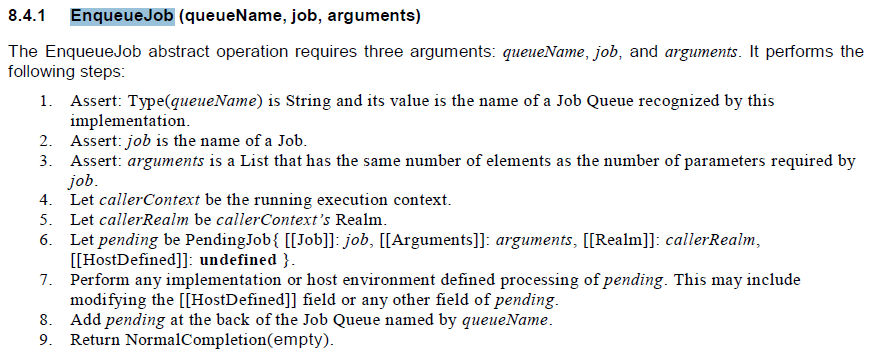 8.4.1 EnqueueJob (queueName, job, arguments)
The EnqueueJob abstract operation requires three arguments: queueName, job, and arguments. It performs the
following steps:
1. Assert: Type(queueName) is String and its value is the name of a Job Queue recognized by this
implementation.
2. Assert: job is the name of a Job.
3. Assert: arguments is a List that has the same number of elements as the number of parameters required by
job.
4. Let callerContext be the running execution context.
5. Let callerRealm be callerContext’s Realm.
6. Let pending be PendingJob{ [[Job]]: job, [[Arguments]]: arguments, [[Realm]]: callerRealm,
[[HostDefined]]: undefined }.
7. Perform any implementation or host environment defined processing of pending. This may include
modifying the [[HostDefined]] field or any other field of pending.
8. Add pending at the back of the Job Queue named by queueName.
9. Return NormalCompletion(empty).